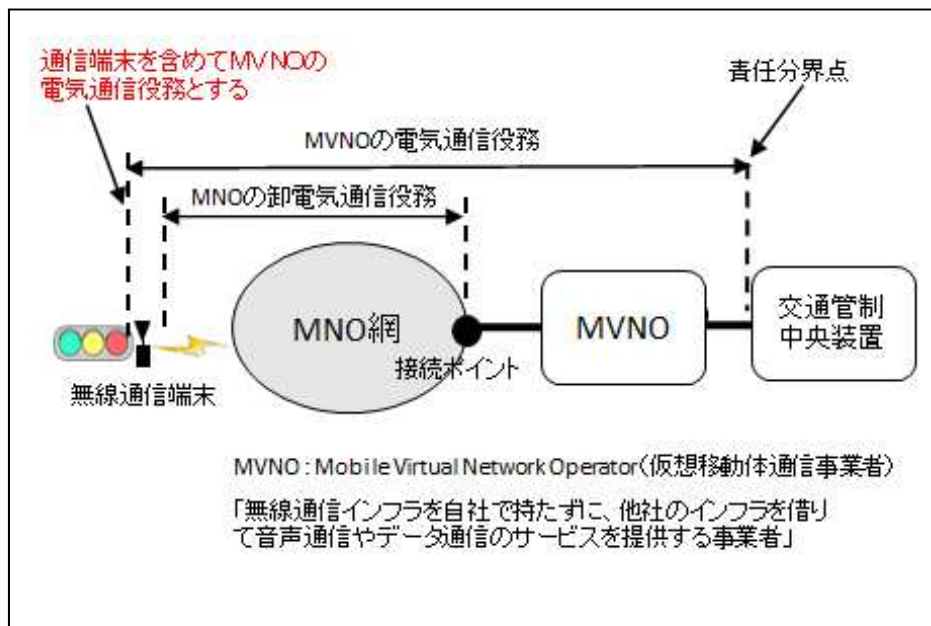 通信端末を含めてMVNOの
電気通信役務とする
責任分界点
MVNOの電気通信役務
MNOの卸電気通信役務
MNO網
接続ポイント
MVNO
交通管制
中央装置
無線通信端末
MVNO : Mobile Virtual Network Operator(仮想移動体通信事業者)
「無線通信インフラを自社で持たずに、他社のインフラを借り
て音声通信やデータ通信のサービスを提供する事業者」